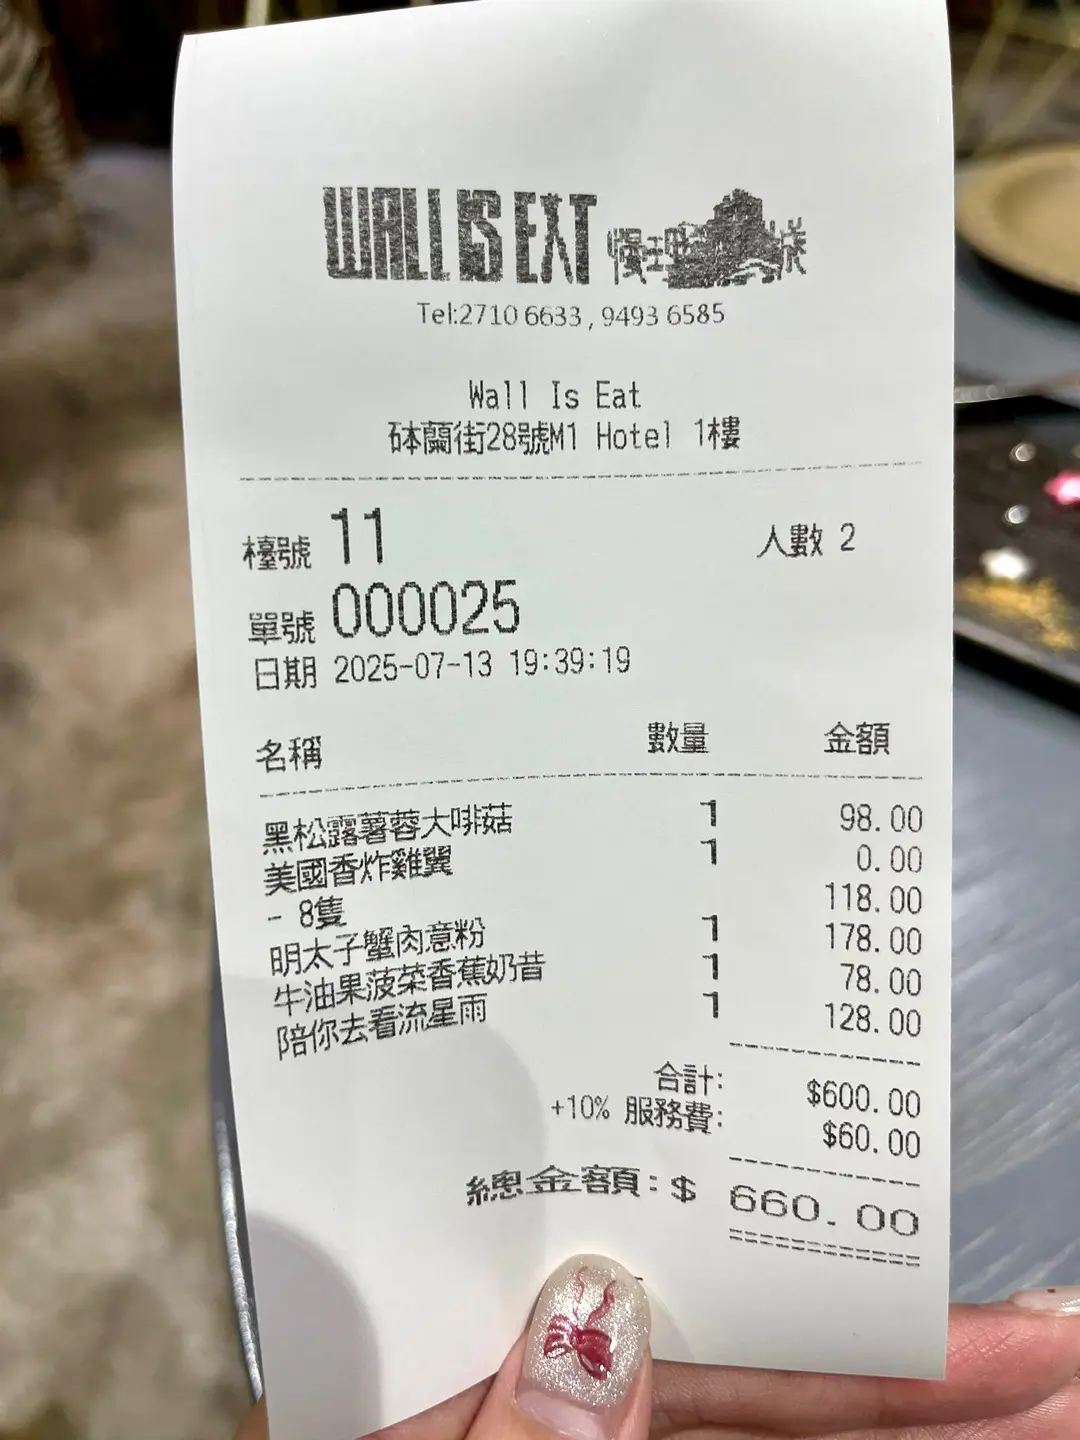 WALL IS EAT 慢王吃漫送
Tel:2710 6633 , 9493 6585
Wall Is Eat
砵蘭街28號M1 Hotel 1樓
檯號 11 人數 2
單號 000025
日期 2025-07-13 19:39:19
名稱 數量 金額
黑松露薯蓉大啡菇 1 98.00
美國香炸雞翼 1 0.00
- 8隻 118.00
明太子蟹肉意粉 1 178.00
牛油果菠菜香蕉奶昔 1 78.00
陪你去看流星雨 1 128.00
合計: $600.00
+10% 服務費: $60.00
總金額:$ 660.00